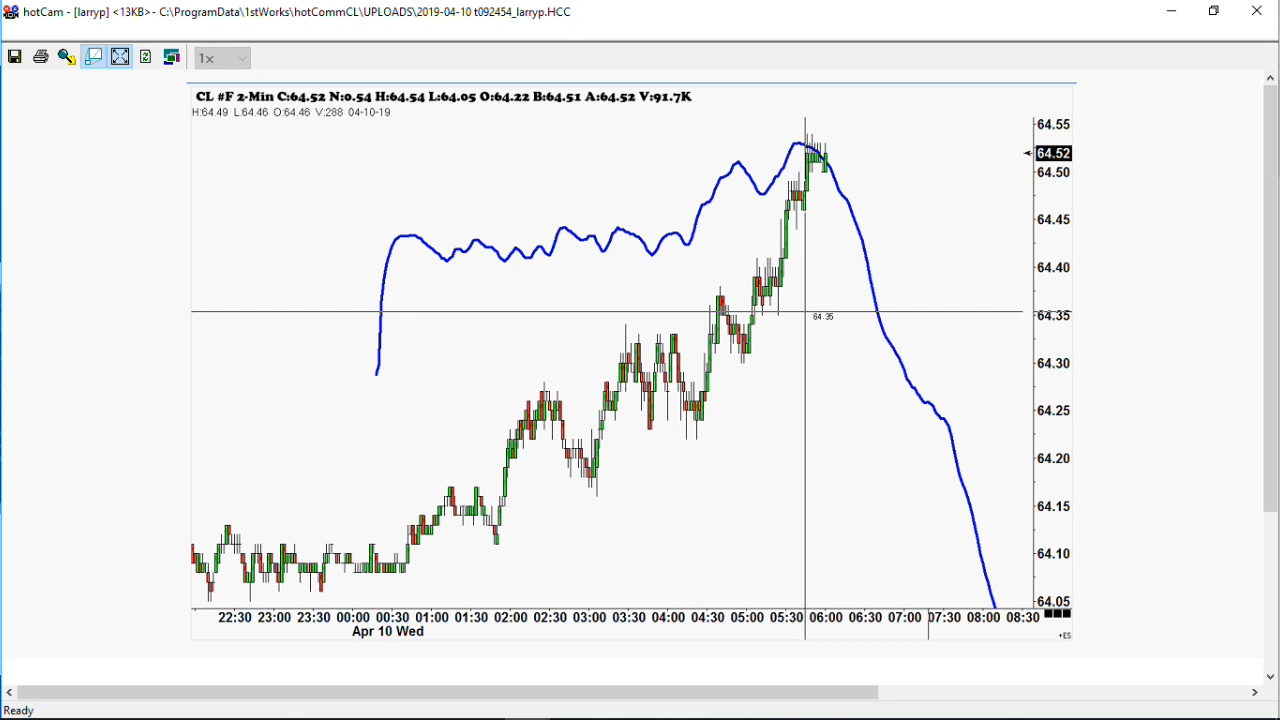 hotCam - [larryp] <13KB>- C:\ProgramData\1stWorks\hotCommCL\UPLOADS\2019-04-10 t092454_larryp.HCC
1x
CL #F 2-Min C:64.52 N:0.54 H:64.54 L:64.05 O:64.22 B:64.51 A:64.52 V:91.7K
H:64.49 L:64.46 O:64.46 V:288 04-10-19
64.55
64.52
64.50
64.45
64.40
64.35
64.35
64.30
64.25
64.20
64.15
64.10
64.05
22:30 23:00 23:30 00:00 00:30 01:00 01:30 02:00 02:30 03:00 03:30 04:00 04:30 05:00 05:30 06:00 06:30 07:00 07:30 08:00 08:30
Apr 10 Wed
+ES
Ready